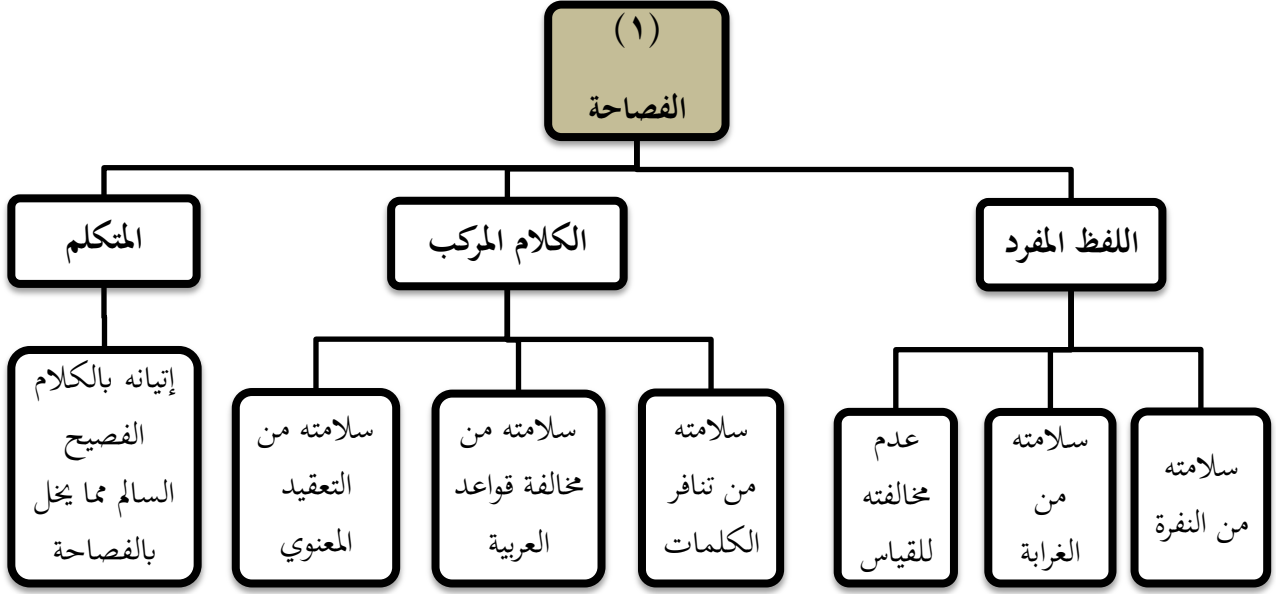 (١)
الفصاحة
اللفظ المفرد
الكلام المركب
المتكلم
سلامته
من النفرة
سلامته
من
الغرابة
عدم
مخالفته
للقياس
سلامته
من تنافر
الكلمات
سلامته من
مخالفة قواعد
العربية
سلامته من
التعقيد
المعنوي
إتيانه بالكلام
الفصيح
السالم مما يخل
بالفصاحة